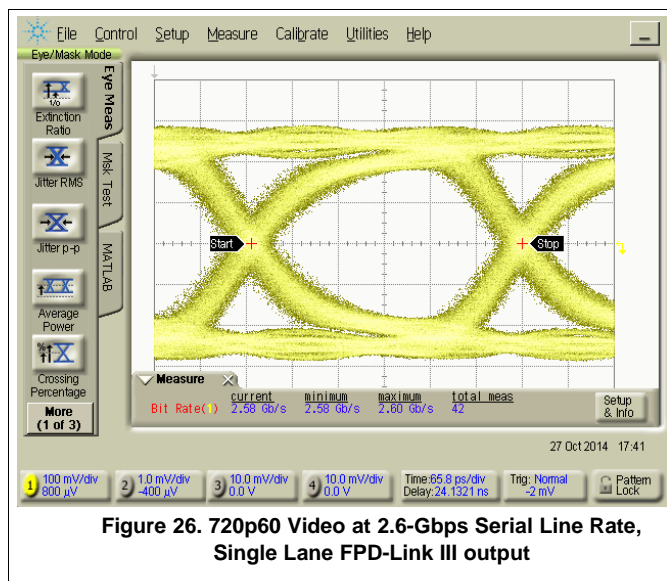 File Control Setup Measure Calibrate Utilities Help
Eye/Mask Mode
Eye Meas
Msk Test
MATLAB
1/0
Extinction
Ratio
Jitter RMS
Jitter p-p
Average
Power
%
Crossing
Percentage
More
(1 of 3)
Start
Stop
Measure
current minimum maximum total meas
Bit Rate(1) 2.58 Gb/s 2.58 Gb/s 2.60 Gb/s 42
Setup
& Info
27 Oct 2014 17:41
1 100 mV/div
800 µV
2 1.0 mV/div
-400 µV
3 10.0 mV/div
0.0 V
4 10.0 mV/div
0.0 V
Time:65.8 ps/div
Delay:24.1321 ns
Trig: Normal
-2 mV
Pattern
Lock
Figure 26. 720p60 Video at 2.6-Gbps Serial Line Rate,
Single Lane FPD-Link III output